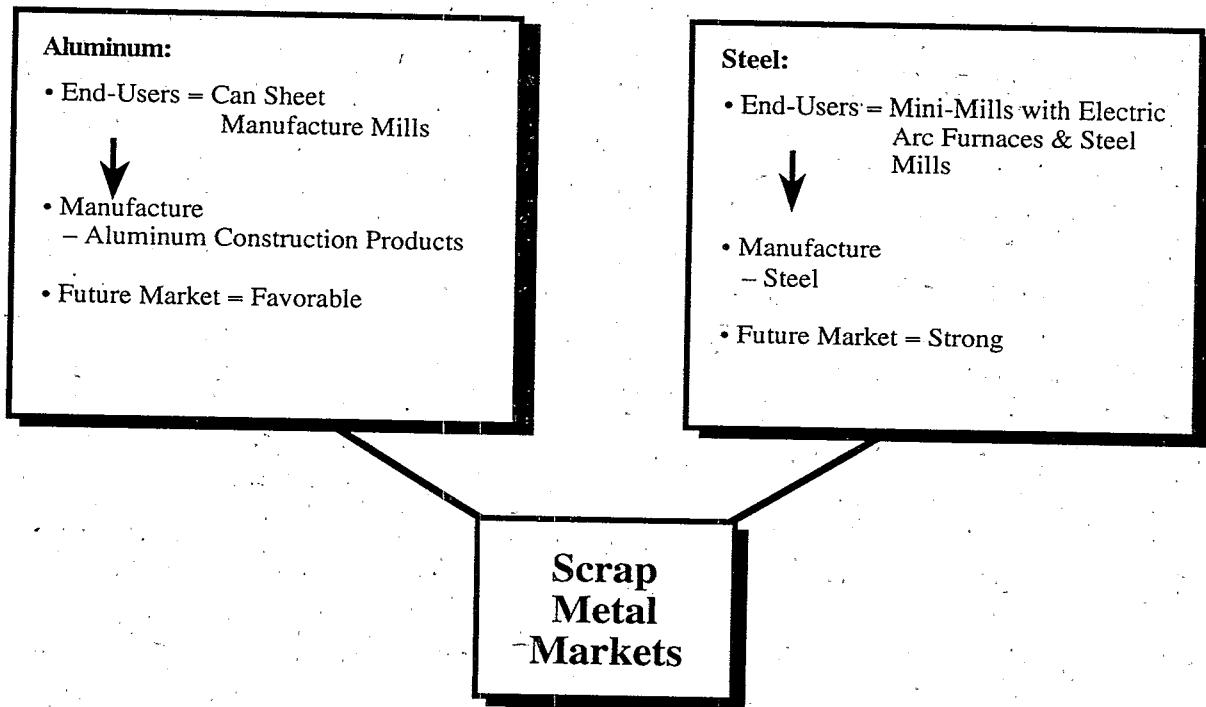 Aluminum:
• End-Users = Can Sheet
Manufacture Mills
• Manufacture
– Aluminum Construction Products
• Future Market = Favorable
Steel:
• End-Users = Mini-Mills with Electric
Arc Furnaces & Steel
Mills
• Manufacture
– Steel
• Future Market = Strong
Scrap
Metal
Markets